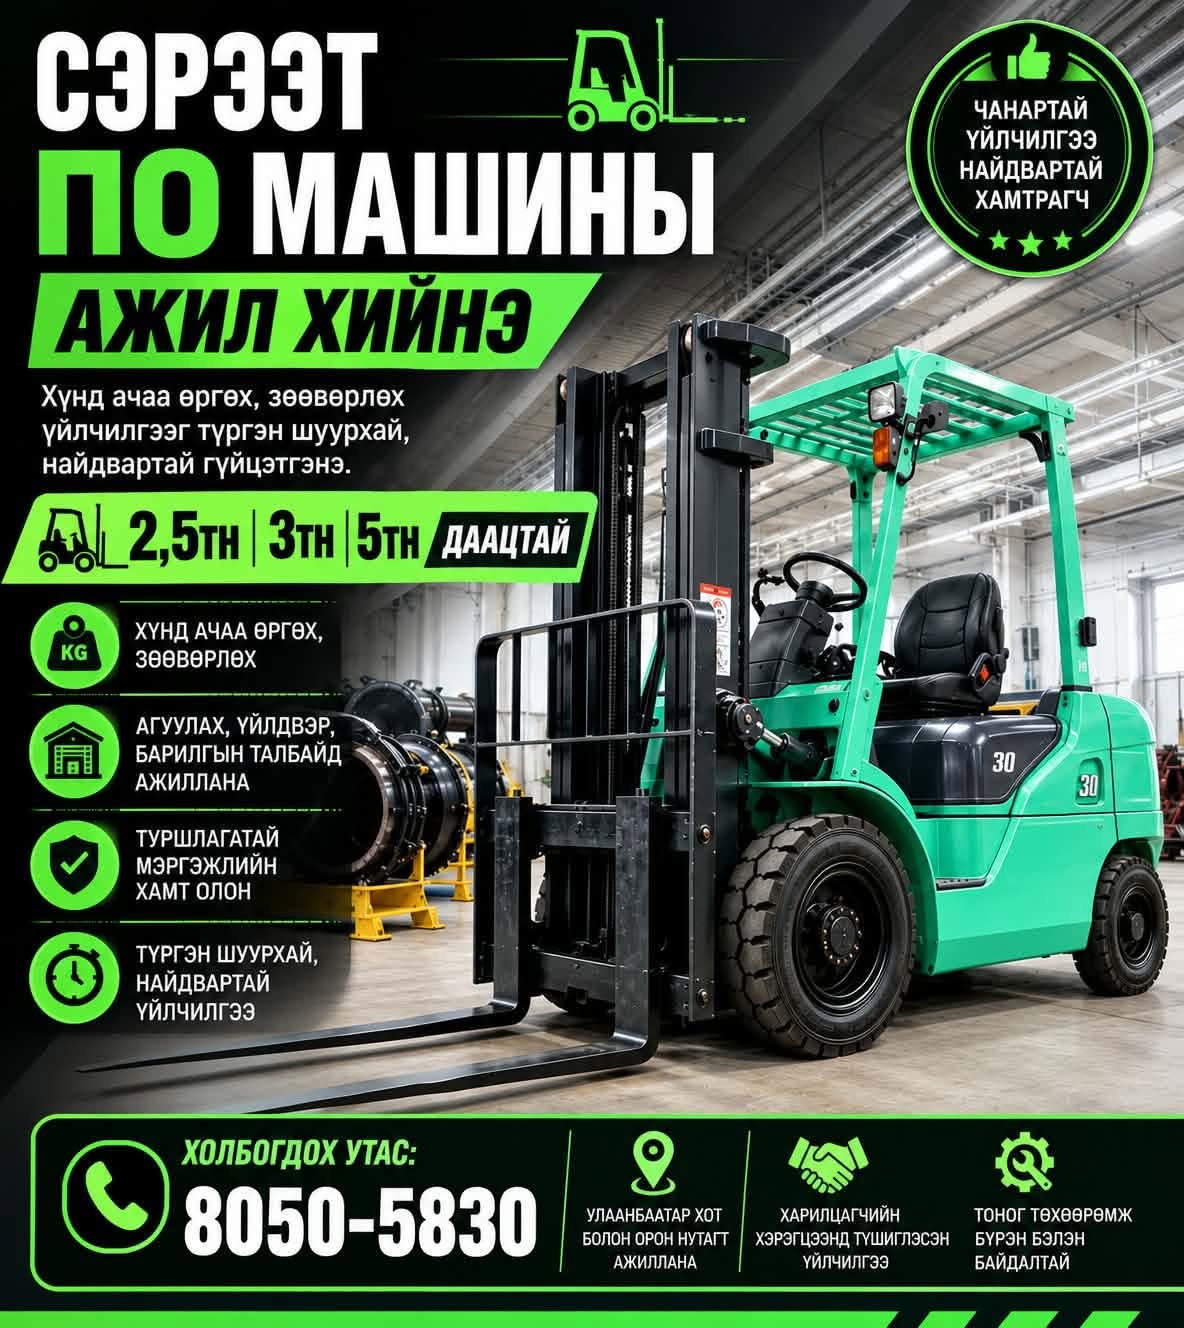 СЭРЭЭТ
ПО МАШИНЫ
АЖИЛ ХИЙНЭ
Хүнд ачаа өргөх, зөөвөрлөх
үйлчилгээг түргэн шуурхай,
найдвартай гүйцэтгэнэ.
2,5тн | 3тн | 5тн ДААЦТАЙ
ЧАНАРТАЙ
ҮЙЛЧИЛГЭЭ
НАЙДВАРТАЙ
ХАМТРАГЧ
KG
ХҮНД АЧАА ӨРГӨХ,
ЗӨӨВӨРЛӨХ
АГУУЛАХ, ҮЙЛДВЭР,
БАРИЛГЫН ТАЛБАЙД
АЖИЛЛАНА
ТУРШЛАГАТАЙ
МЭРГЭЖЛИЙН
ХАМТ ОЛОН
ТҮРГЭН ШУУРХАЙ,
НАЙДВАРТАЙ
ҮЙЛЧИЛГЭЭ
30
30
ХОЛБОГДОХ УТАС:
8050-5830
УЛААНБААТАР ХОТ
БОЛОН ОРОН НУТАГТ
АЖИЛЛАНА
ХАРИЛЦАГЧИЙН
ХЭРЭГЦЭЭНД ТҮШИГЛЭСЭН
ҮЙЛЧИЛГЭЭ
ТОНОГ ТӨХӨӨРӨМЖ
БҮРЭН БЭЛЭН
БАЙДАЛТАЙ